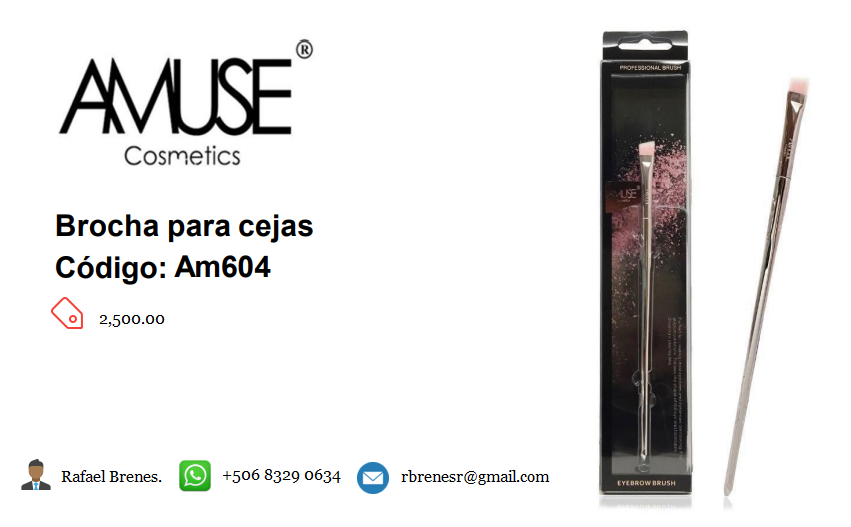 AMUSE®
Cosmetics
Brocha para cejas
Código: Am604
2,500.00
Rafael Brenes.
+506 8329 0634
rbrenesr@gmail.com
PROFESSIONAL BRUSH
AMUSE
EYEBROW BRUSH